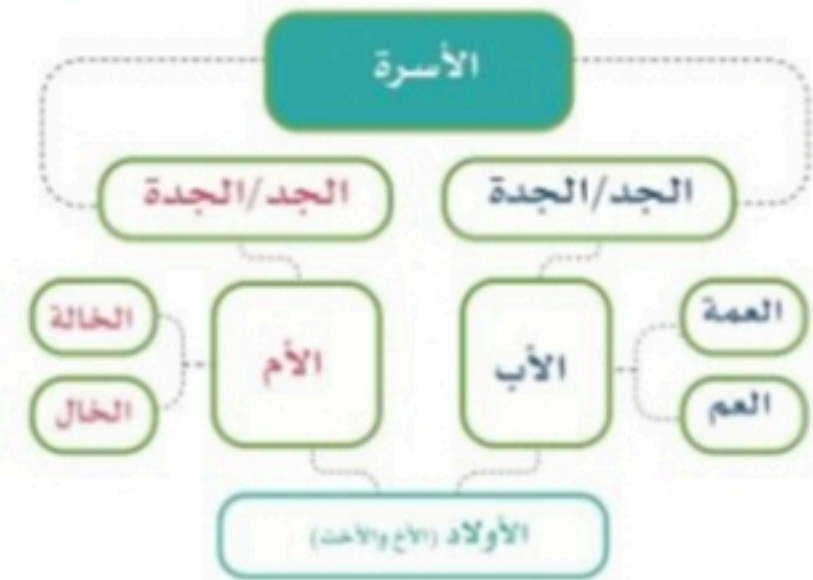 الأسرة
الجد/الجدة
الجد/الجدة
العمة
العم
الأب
الأم
الخالة
الخال
الأولاد (الأخ والأخت)